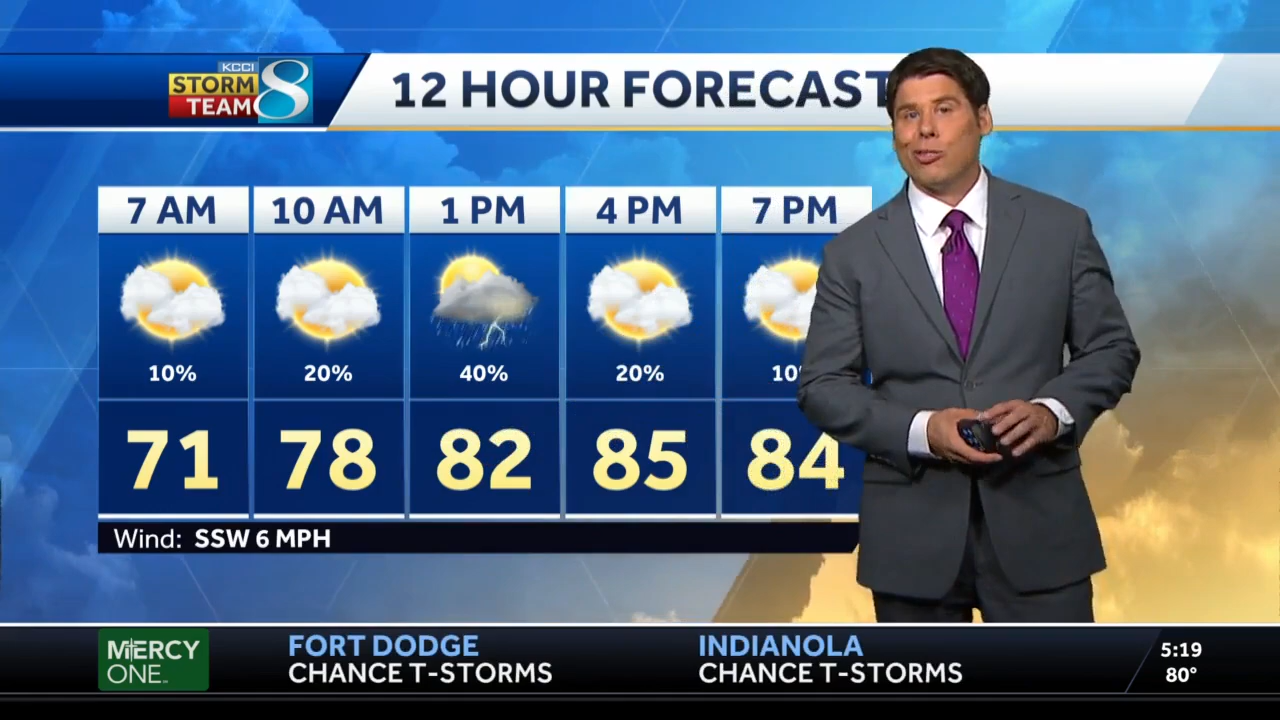 KCCI
STORM
TEAM 8
12 HOUR FORECAST
7 AM 10 AM 1 PM 4 PM 7 PM
10% 20% 40% 20% 10
71 78 82 85 84
Wind: SSW 6 MPH
MERCY
ONE
FORT DODGE
CHANCE T-STORMS
INDIANOLA
CHANCE T-STORMS
5:19
80°